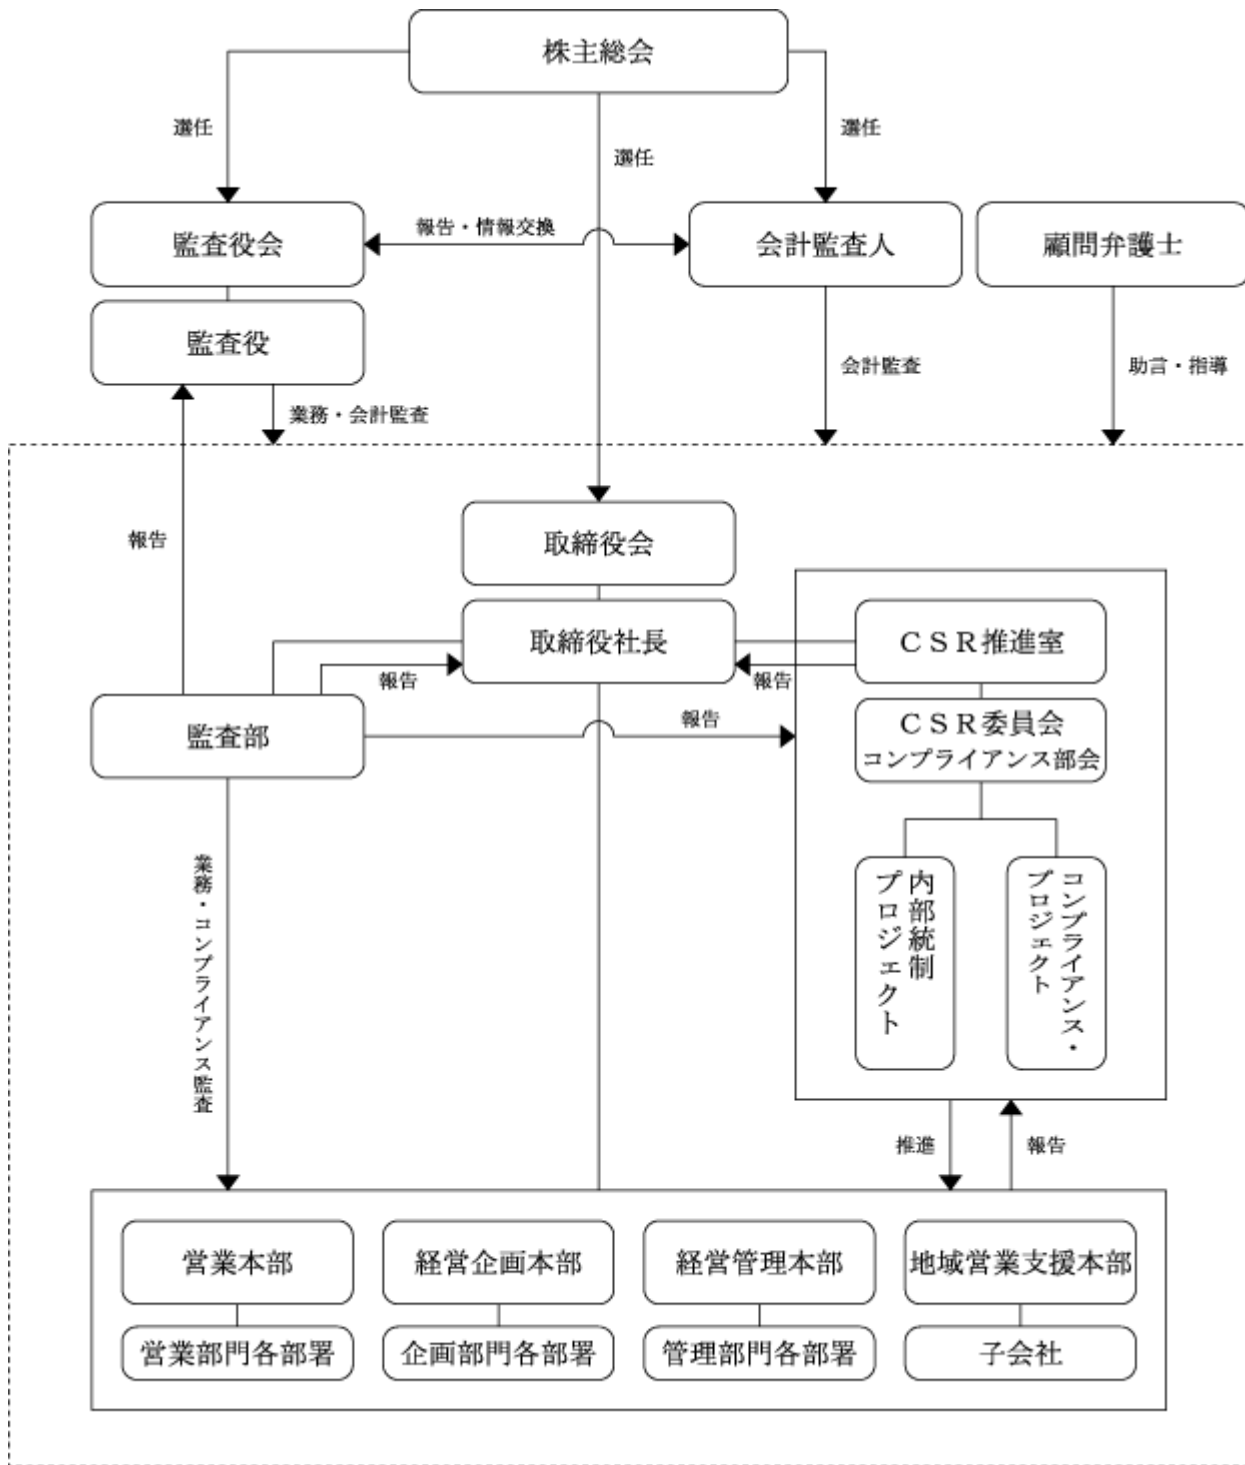 株主総会
選任
選任
選任
監査役会
報告・情報交換
会計監査人
顧問弁護士
監査役
業務・会計監査
会計監査
助言・指導
報告
取締役会
取締役社長
報告
報告
CSR推進室
監査部
報告
CSR委員会
コンプライアンス部会
業務・コンプライアンス監査
内部統制
プロジェクト
コンプライアンス・
プロジェクト
推進
報告
営業本部
経営企画本部
経営管理本部
地域営業支援本部
営業部門各部署
企画部門各部署
管理部門各部署
子会社